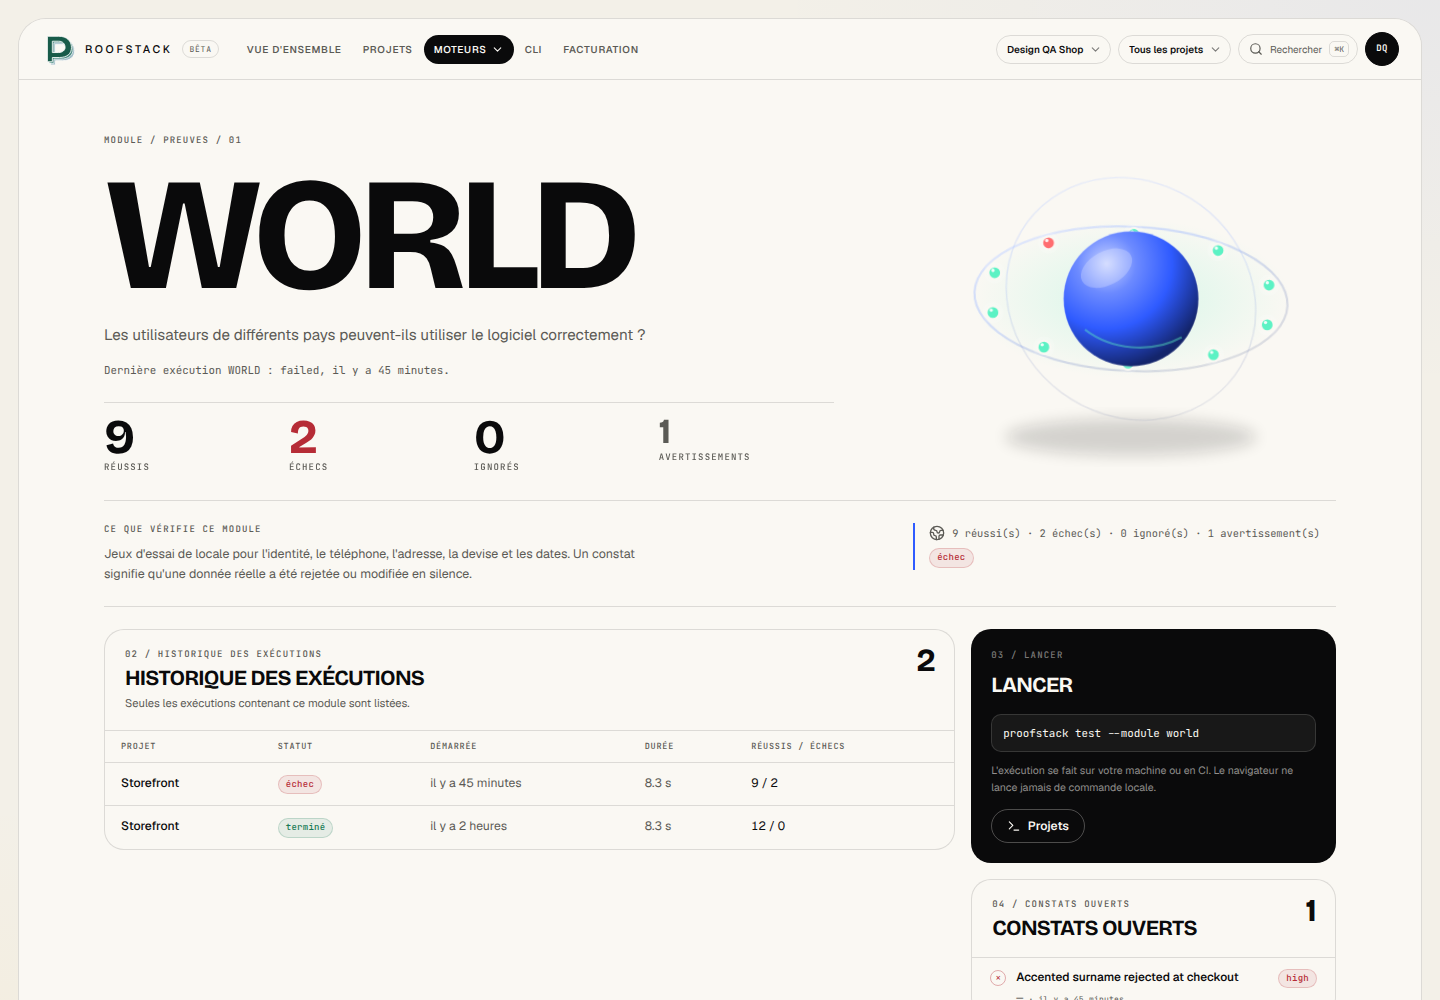 ROOFSTACK BÊTA VUE D'ENSEMBLE PROJETS MOTEURS CLI FACTURATION Design QA Shop Tous les projets Rechercher ⌘K DQ
MODULE / PREUVES / 01
WORLD
Les utilisateurs de différents pays peuvent-ils utiliser le logiciel correctement ?
Dernière exécution WORLD : failed, il y a 45 minutes.
9 2 0 1
RÉUSSIS ÉCHECS IGNORÉS AVERTISSEMENTS
CE QUE VÉRIFIE CE MODULE
Jeux d'essai de locale pour l'identité, le téléphone, l'adresse, la devise et les dates. Un constat
signifie qu'une donnée réelle a été rejetée ou modifiée en silence.
9 réussi(s) · 2 échec(s) · 0 ignoré(s) · 1 avertissement(s)
échec
02 / HISTORIQUE DES EXÉCUTIONS
HISTORIQUE DES EXÉCUTIONS
2
Seules les exécutions contenant ce module sont listées.
PROJET STATUT DÉMARRÉE DURÉE RÉUSSIS / ÉCHECS
Storefront échec il y a 45 minutes 8.3 s 9 / 2
Storefront terminé il y a 2 heures 8.3 s 12 / 0
03 / LANCER
LANCER
proofstack test --module world
L'exécution se fait sur votre machine ou en CI. Le navigateur ne
lance jamais de commande locale.
Projets
04 / CONSTATS OUVERTS
CONSTATS OUVERTS
1
Accented surname rejected at checkout high
— · il y a 45 minutes